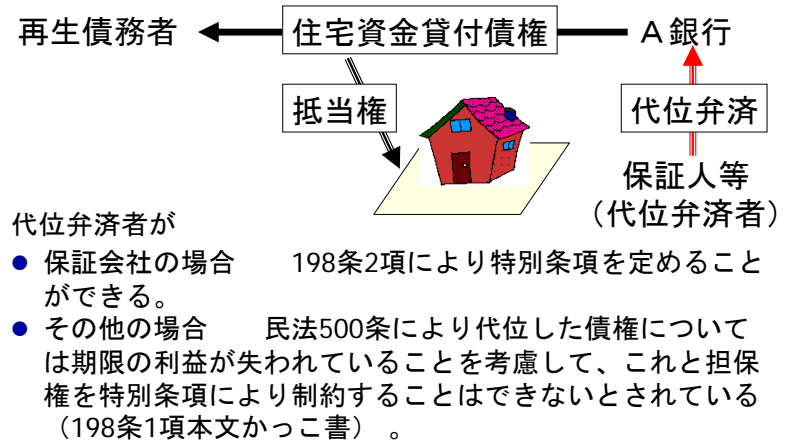 再生債務者
住宅資金貸付債権
A銀行
抵当権
代位弁済
保証人等
（代位弁済者）
代位弁済者が
● 保証会社の場合　　198条2項により特別条項を定めること
ができる。
● その他の場合　　民法500条により代位した債権について
は期限の利益が失われていることを考慮して、これと担保
権を特別条項により制約することはできないとされている
（198条1項本文かっこ書）。